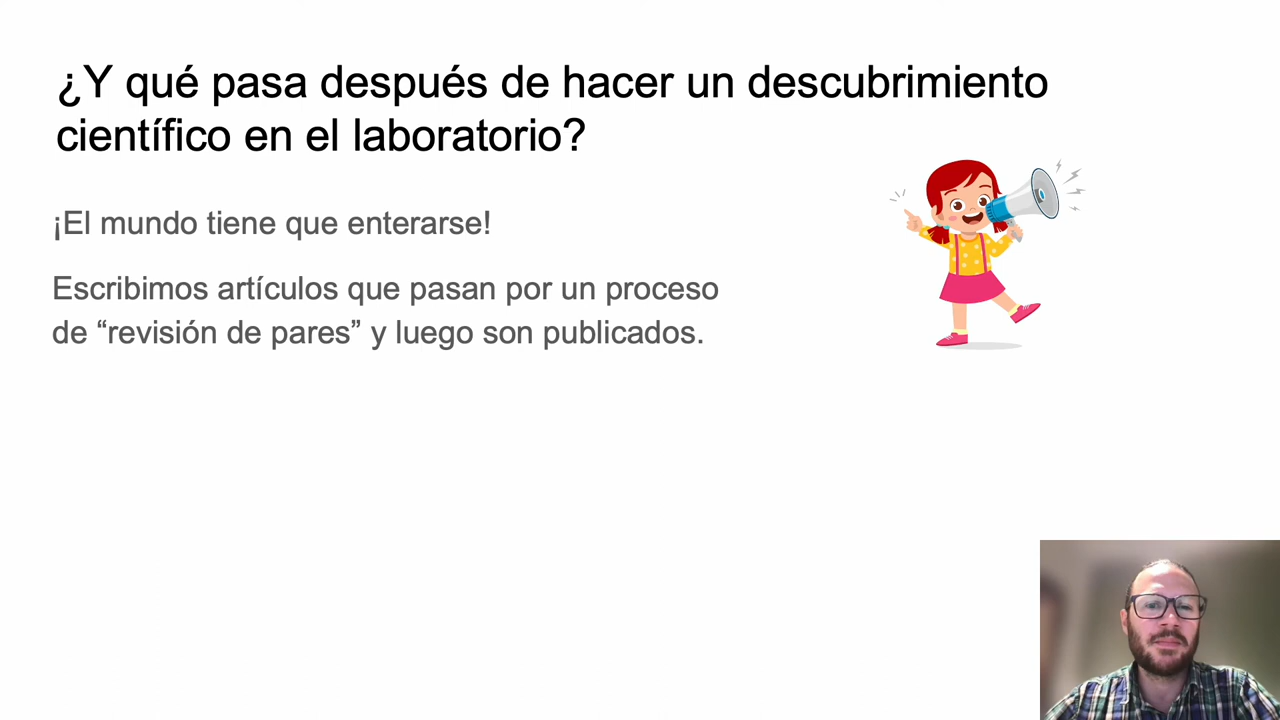 ¿Y qué pasa después de hacer un descubrimiento
científico en el laboratorio?
¡El mundo tiene que enterarse!
Escribimos artículos que pasan por un proceso
de “revisión de pares” y luego son publicados.